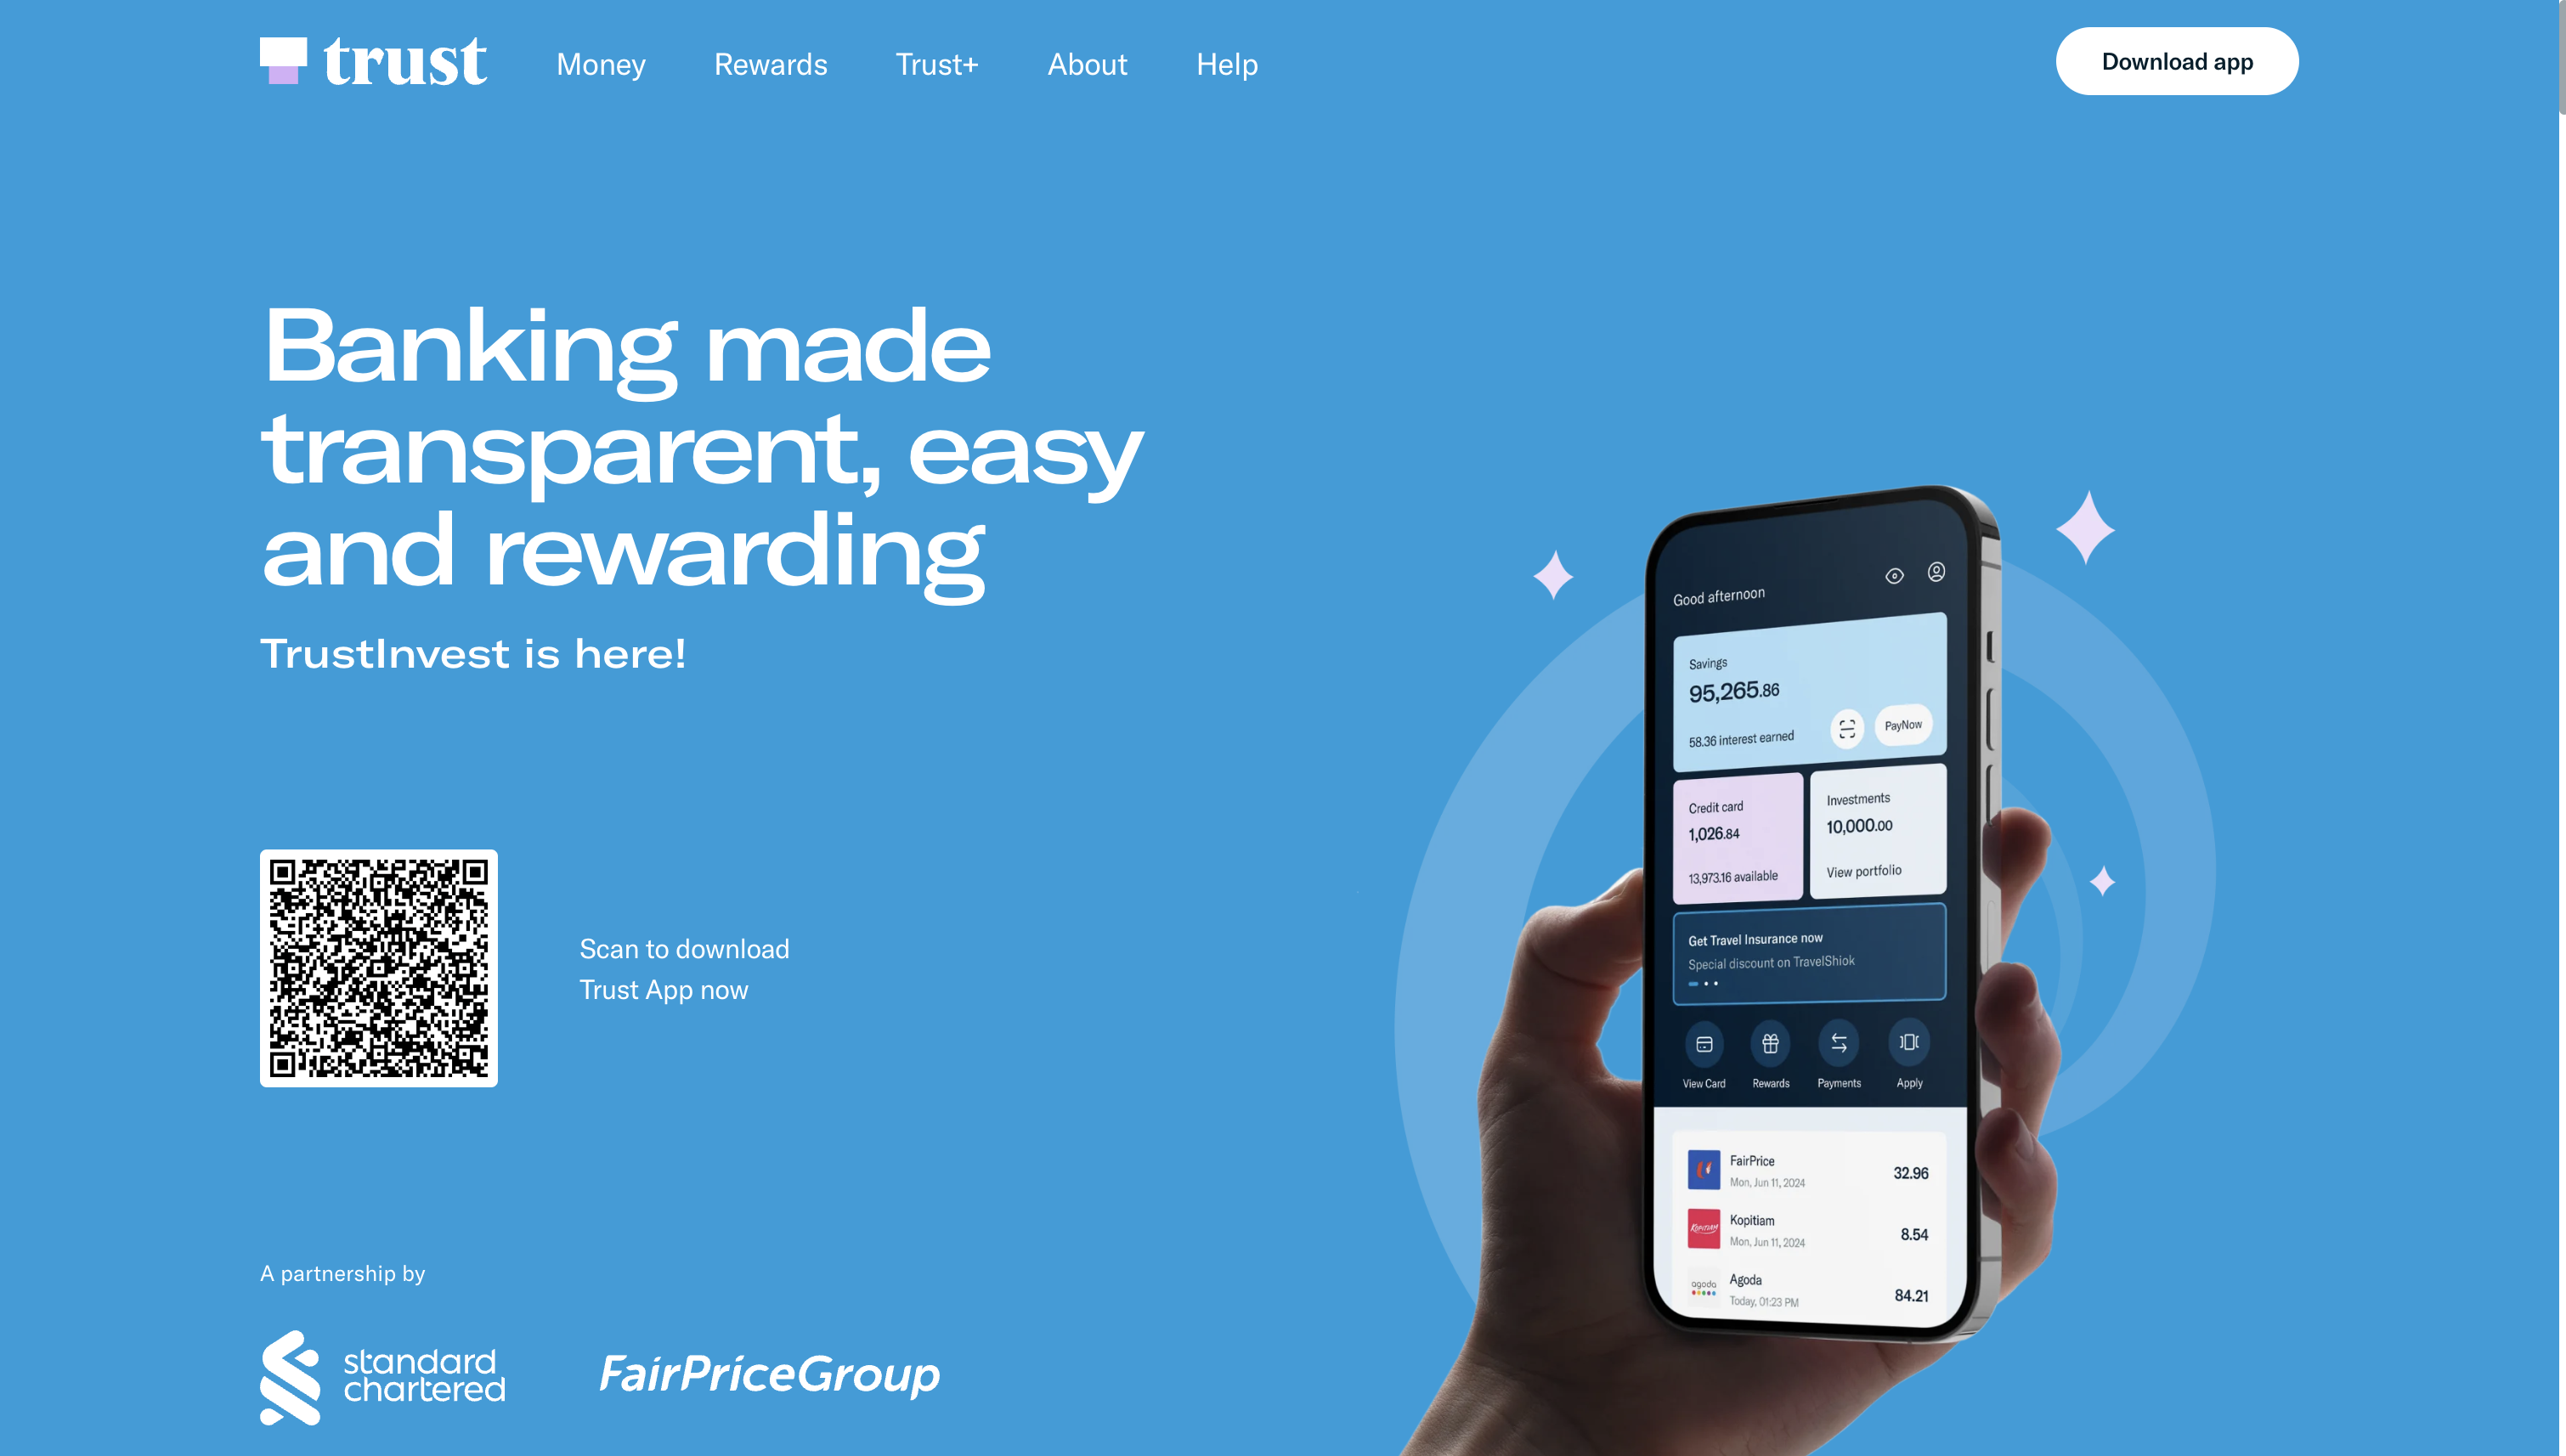 trust
Money
Rewards
Trust+
About
Help
Download app
Banking made
transparent, easy
and rewarding
TrustInvest is here!
Scan to download
Trust App now
A partnership by
standard
chartered
FairPriceGroup
Good afternoon
Savings
95,265.86
58.36 interest earned
PayNow
Credit card
1,026.84
13,973.16 available
Investments
10,000.00
View portfolio
Get Travel Insurance now
Special discount on TravelShiok
View Card
Rewards
Payments
Apply
FairPrice
Mon, Jun 11, 2024
32.96
Kopitiam
Kopitiam
Mon, Jun 11, 2024
8.54
agoda
Agoda
Today, 01:23 PM
84.21